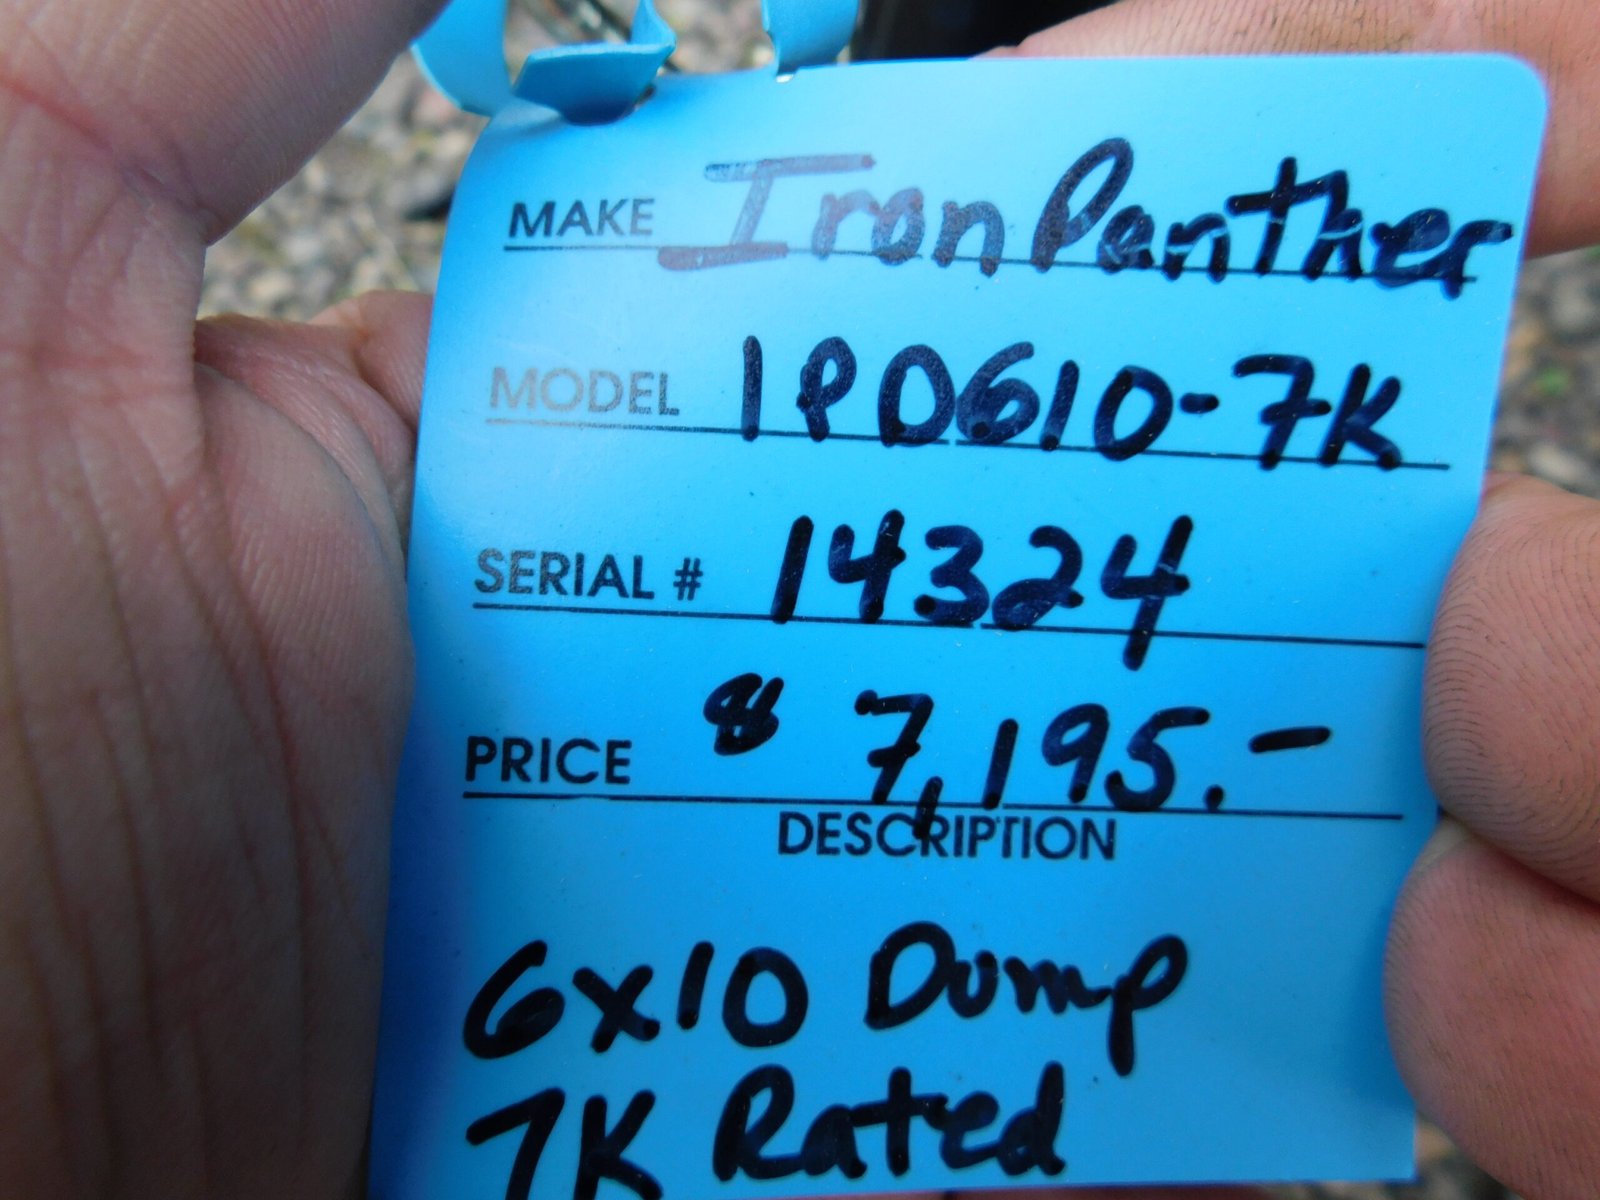 MAKE Iron Panther
MODEL IPD610-7K
SERIAL # 14324
PRICE $ 7,195.-
DESCRIPTION
6x10 Dump
7K Rated